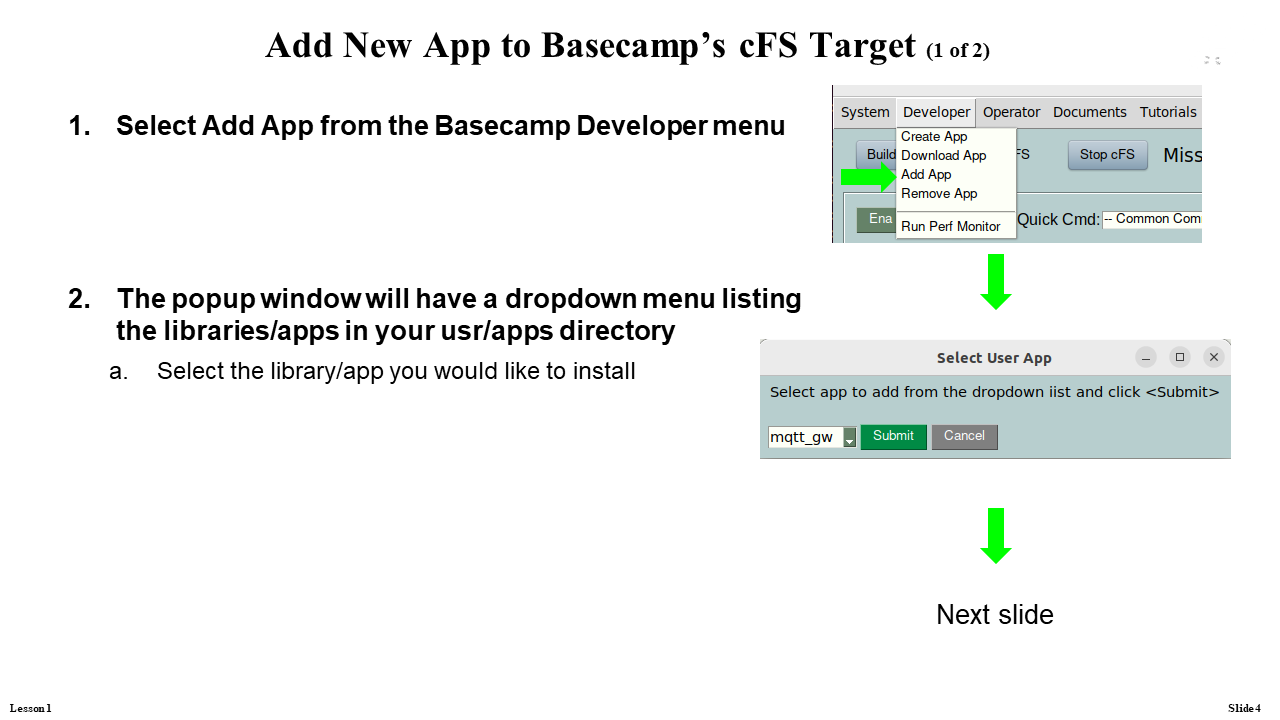 Add New App to Basecamp’s cFS Target (1 of 2)
1. Select Add App from the Basecamp Developer menu
System Developer Operator Documents Tutorials
Create App
Download App
Add App
Remove App
Run Perf Monitor
Build
FS
Stop cFS
Miss
Ena
Quick Cmd:
-- Common Com
2. The popup window will have a dropdown menu listing
the libraries/apps in your usr/apps directory
a. Select the library/app you would like to install
Select User App
Select app to add from the dropdown iist and click <Submit>
mqtt_gw Submit Cancel
Next slide
Lesson 1
Slide 4